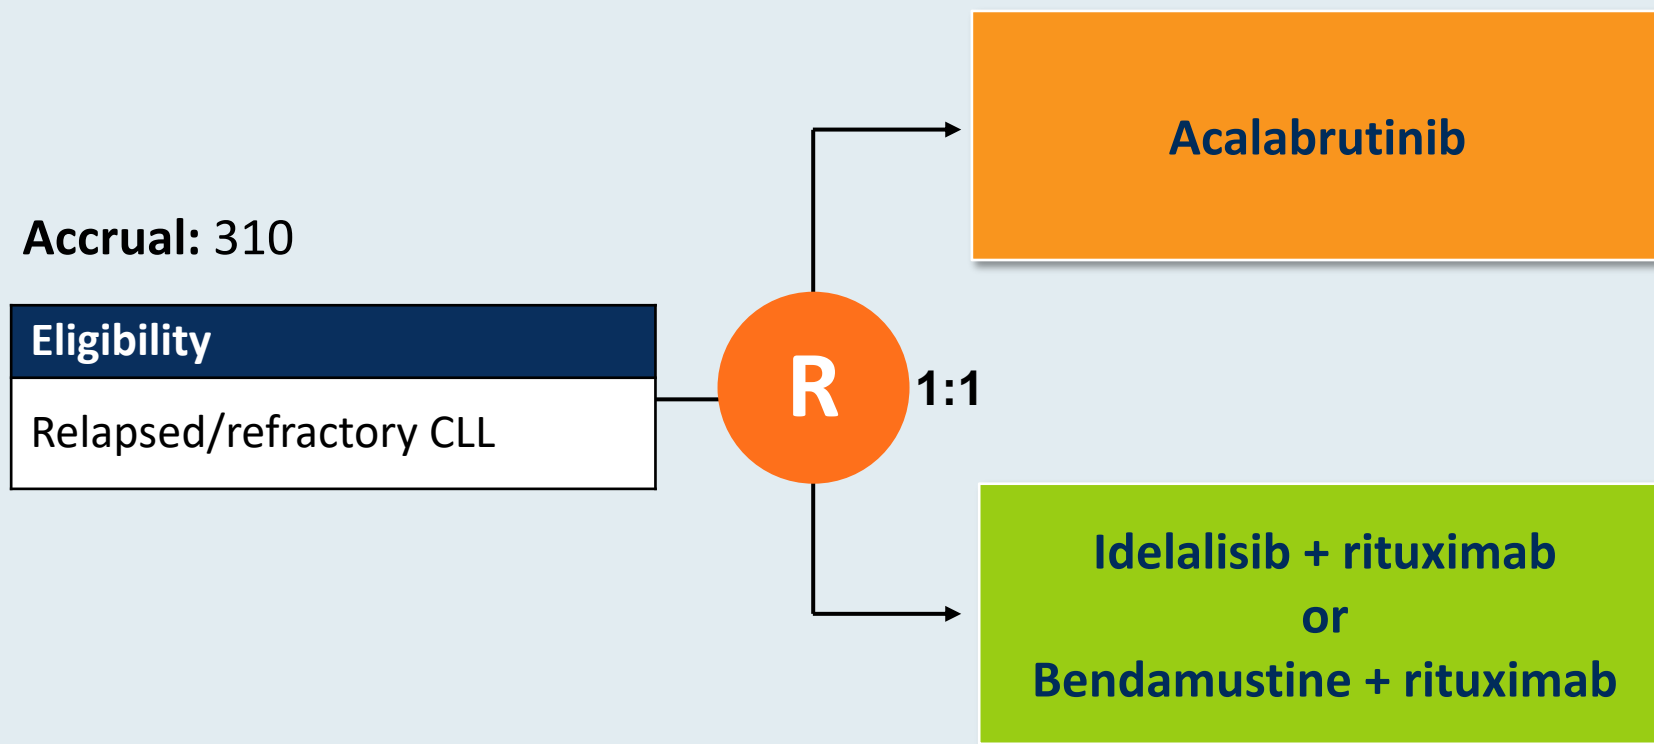 Accrual: 310
Eligibility
Relapsed/refractory CLL
R
1:1
Acalabrutinib
Idelalisib + rituximab
or
Bendamustine + rituximab